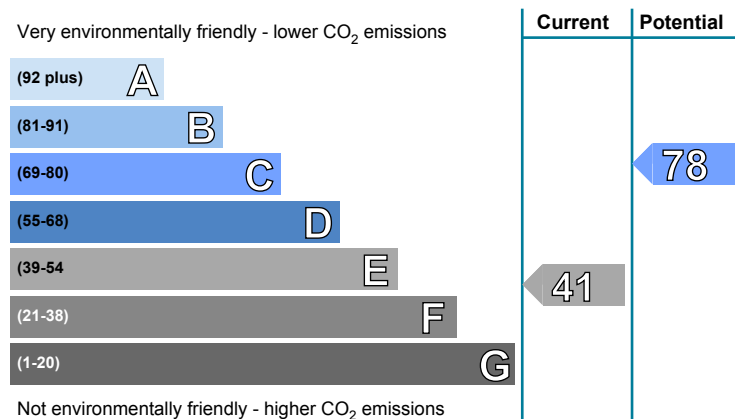 Current Potential
Very environmentally friendly - lower CO2 emissions
(92 plus) A
(81-91) B
(69-80) C
78
(55-68) D
(39-54 E
41
(21-38) F
(1-20) G
Not environmentally friendly - higher CO2 emissions